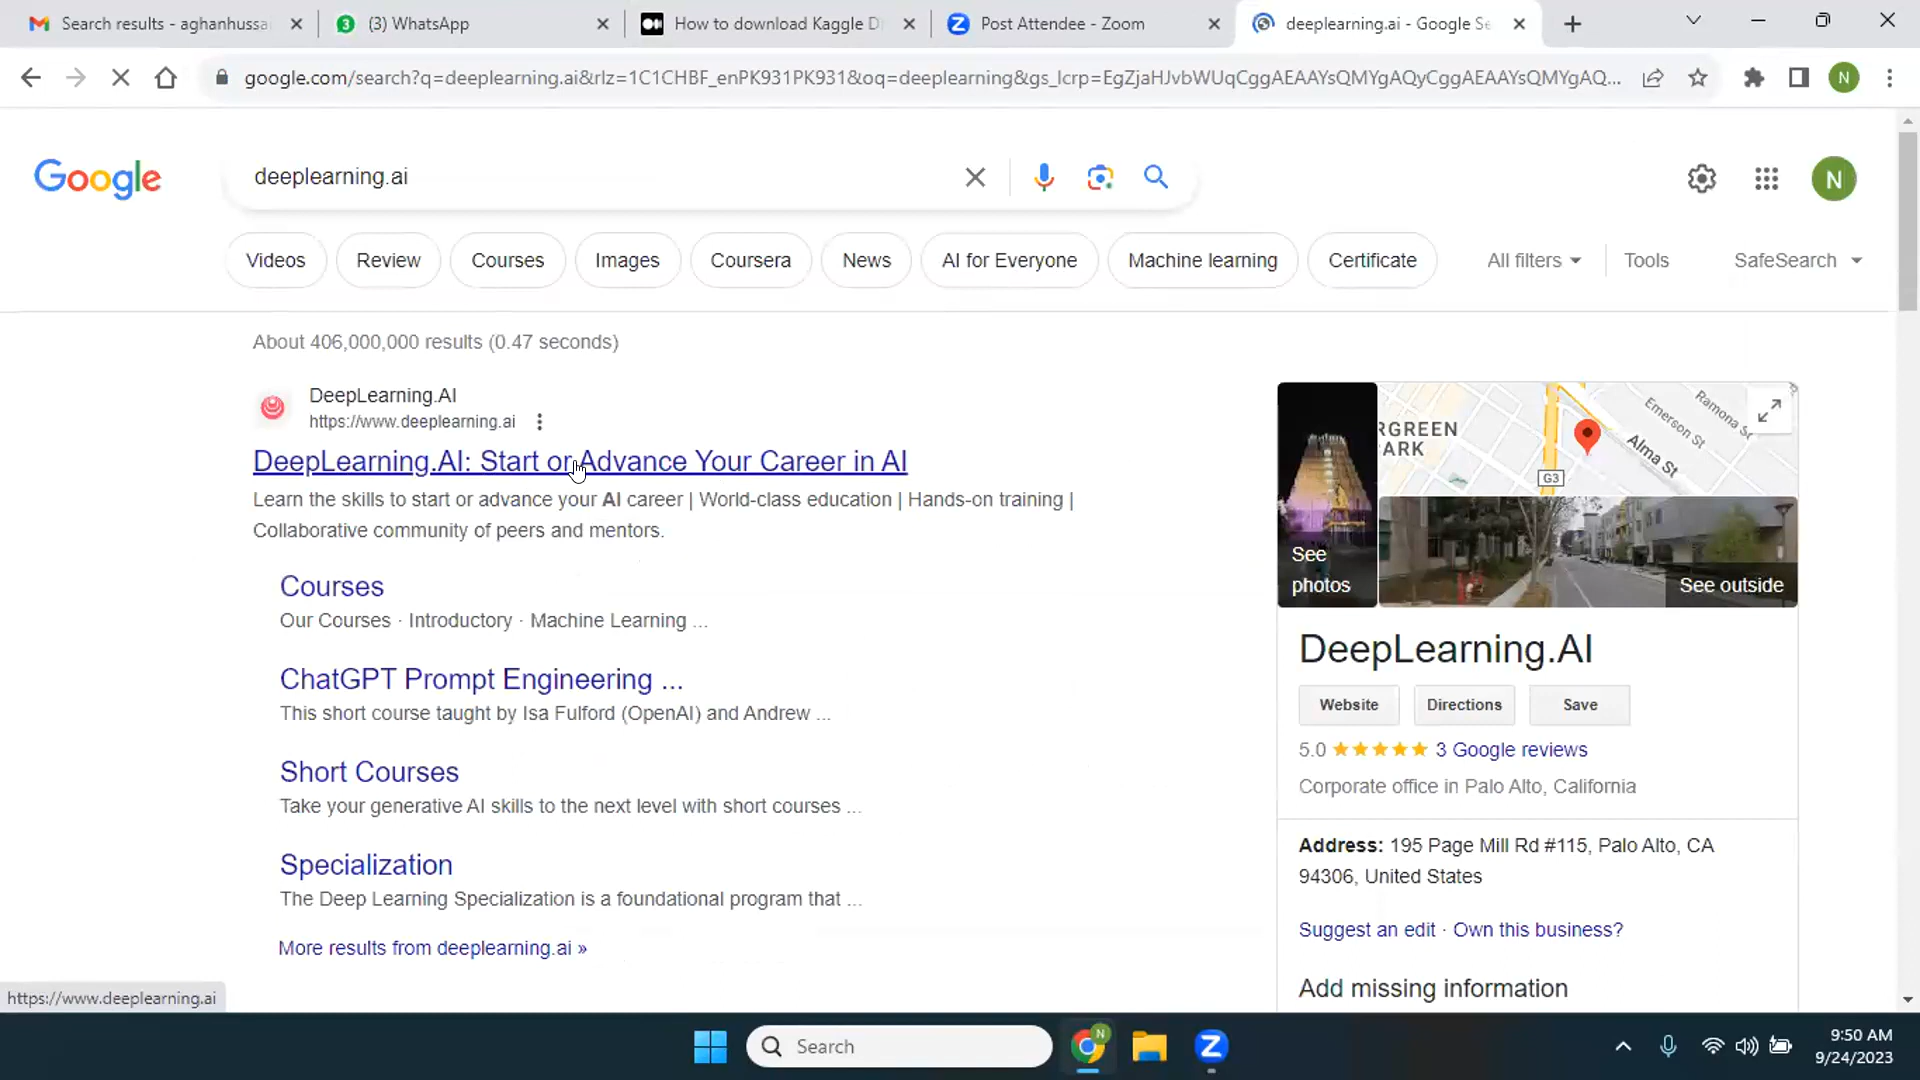 Search results - aghanhussa
(3) WhatsApp
How to download Kaggle D
Post Attendee - Zoom
deeplearning.ai - Google Se
google.com/search?q=deeplearning.ai&rlz=1C1CHBF_enPK931PK931&oq=deeplearning&gs_lcrp=EgZjaHJvbWUqCggAEAAYsQMYgAQyCggAEAAYsQMYgAQ...
N
Google
deeplearning.ai
N
Videos
Review
Courses
Images
Coursera
News
AI for Everyone
Machine learning
Certificate
All filters
Tools
SafeSearch
About 406,000,000 results (0.47 seconds)
DeepLearning.AI
https://www.deeplearning.ai
DeepLearning.AI: Start or Advance Your Career in AI
Learn the skills to start or advance your AI career | World-class education | Hands-on training |
Collaborative community of peers and mentors.
Courses
Our Courses · Introductory · Machine Learning ...
ChatGPT Prompt Engineering ...
This short course taught by Isa Fulford (OpenAI) and Andrew ...
Short Courses
Take your generative AI skills to the next level with short courses ...
Specialization
The Deep Learning Specialization is a foundational program that ...
More results from deeplearning.ai »
RGREEN
ARK
Emerson St
Ramona St
Alma St
G3
See
photos
See outside
DeepLearning.AI
Website
Directions
Save
5.0
3 Google reviews
Corporate office in Palo Alto, California
Address: 195 Page Mill Rd #115, Palo Alto, CA
94306, United States
Suggest an edit · Own this business?
Add missing information
https://www.deeplearning.ai
Search
N
9:50 AM
9/24/2023